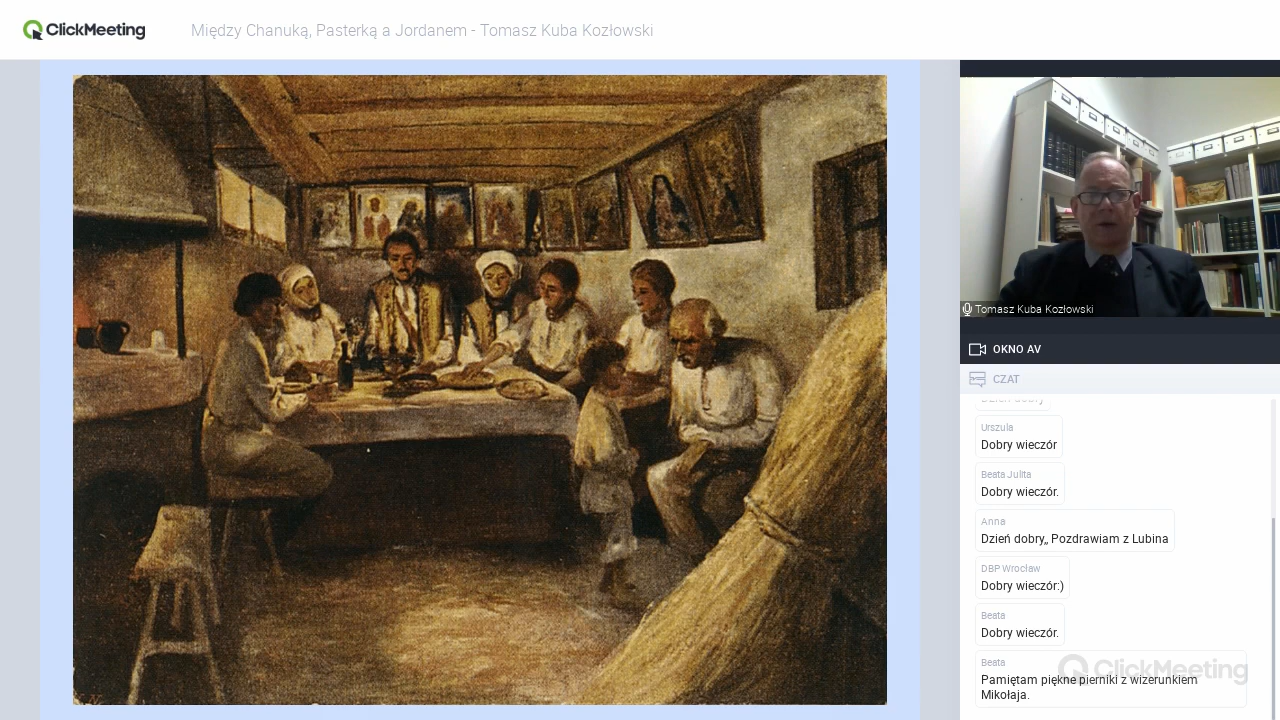 ClickMeeting
Między Chanuką, Pasterką a Jordanem - Tomasz Kuba Kozłowski
Tomasz Kuba Kozłowski
OKNO AV
CZAT
Dzień dobry
Urszula
Dobry wieczór
Beata Julita
Dobry wieczór.
Anna
Dzień dobry,, Pozdrawiam z Lubina
DBP Wrocław
Dobry wieczór:)
Beata
Dobry wieczór.
Beata
Pamiętam piękne pierniki z wizerunkiem
Mikołaja.
ClickMeeting